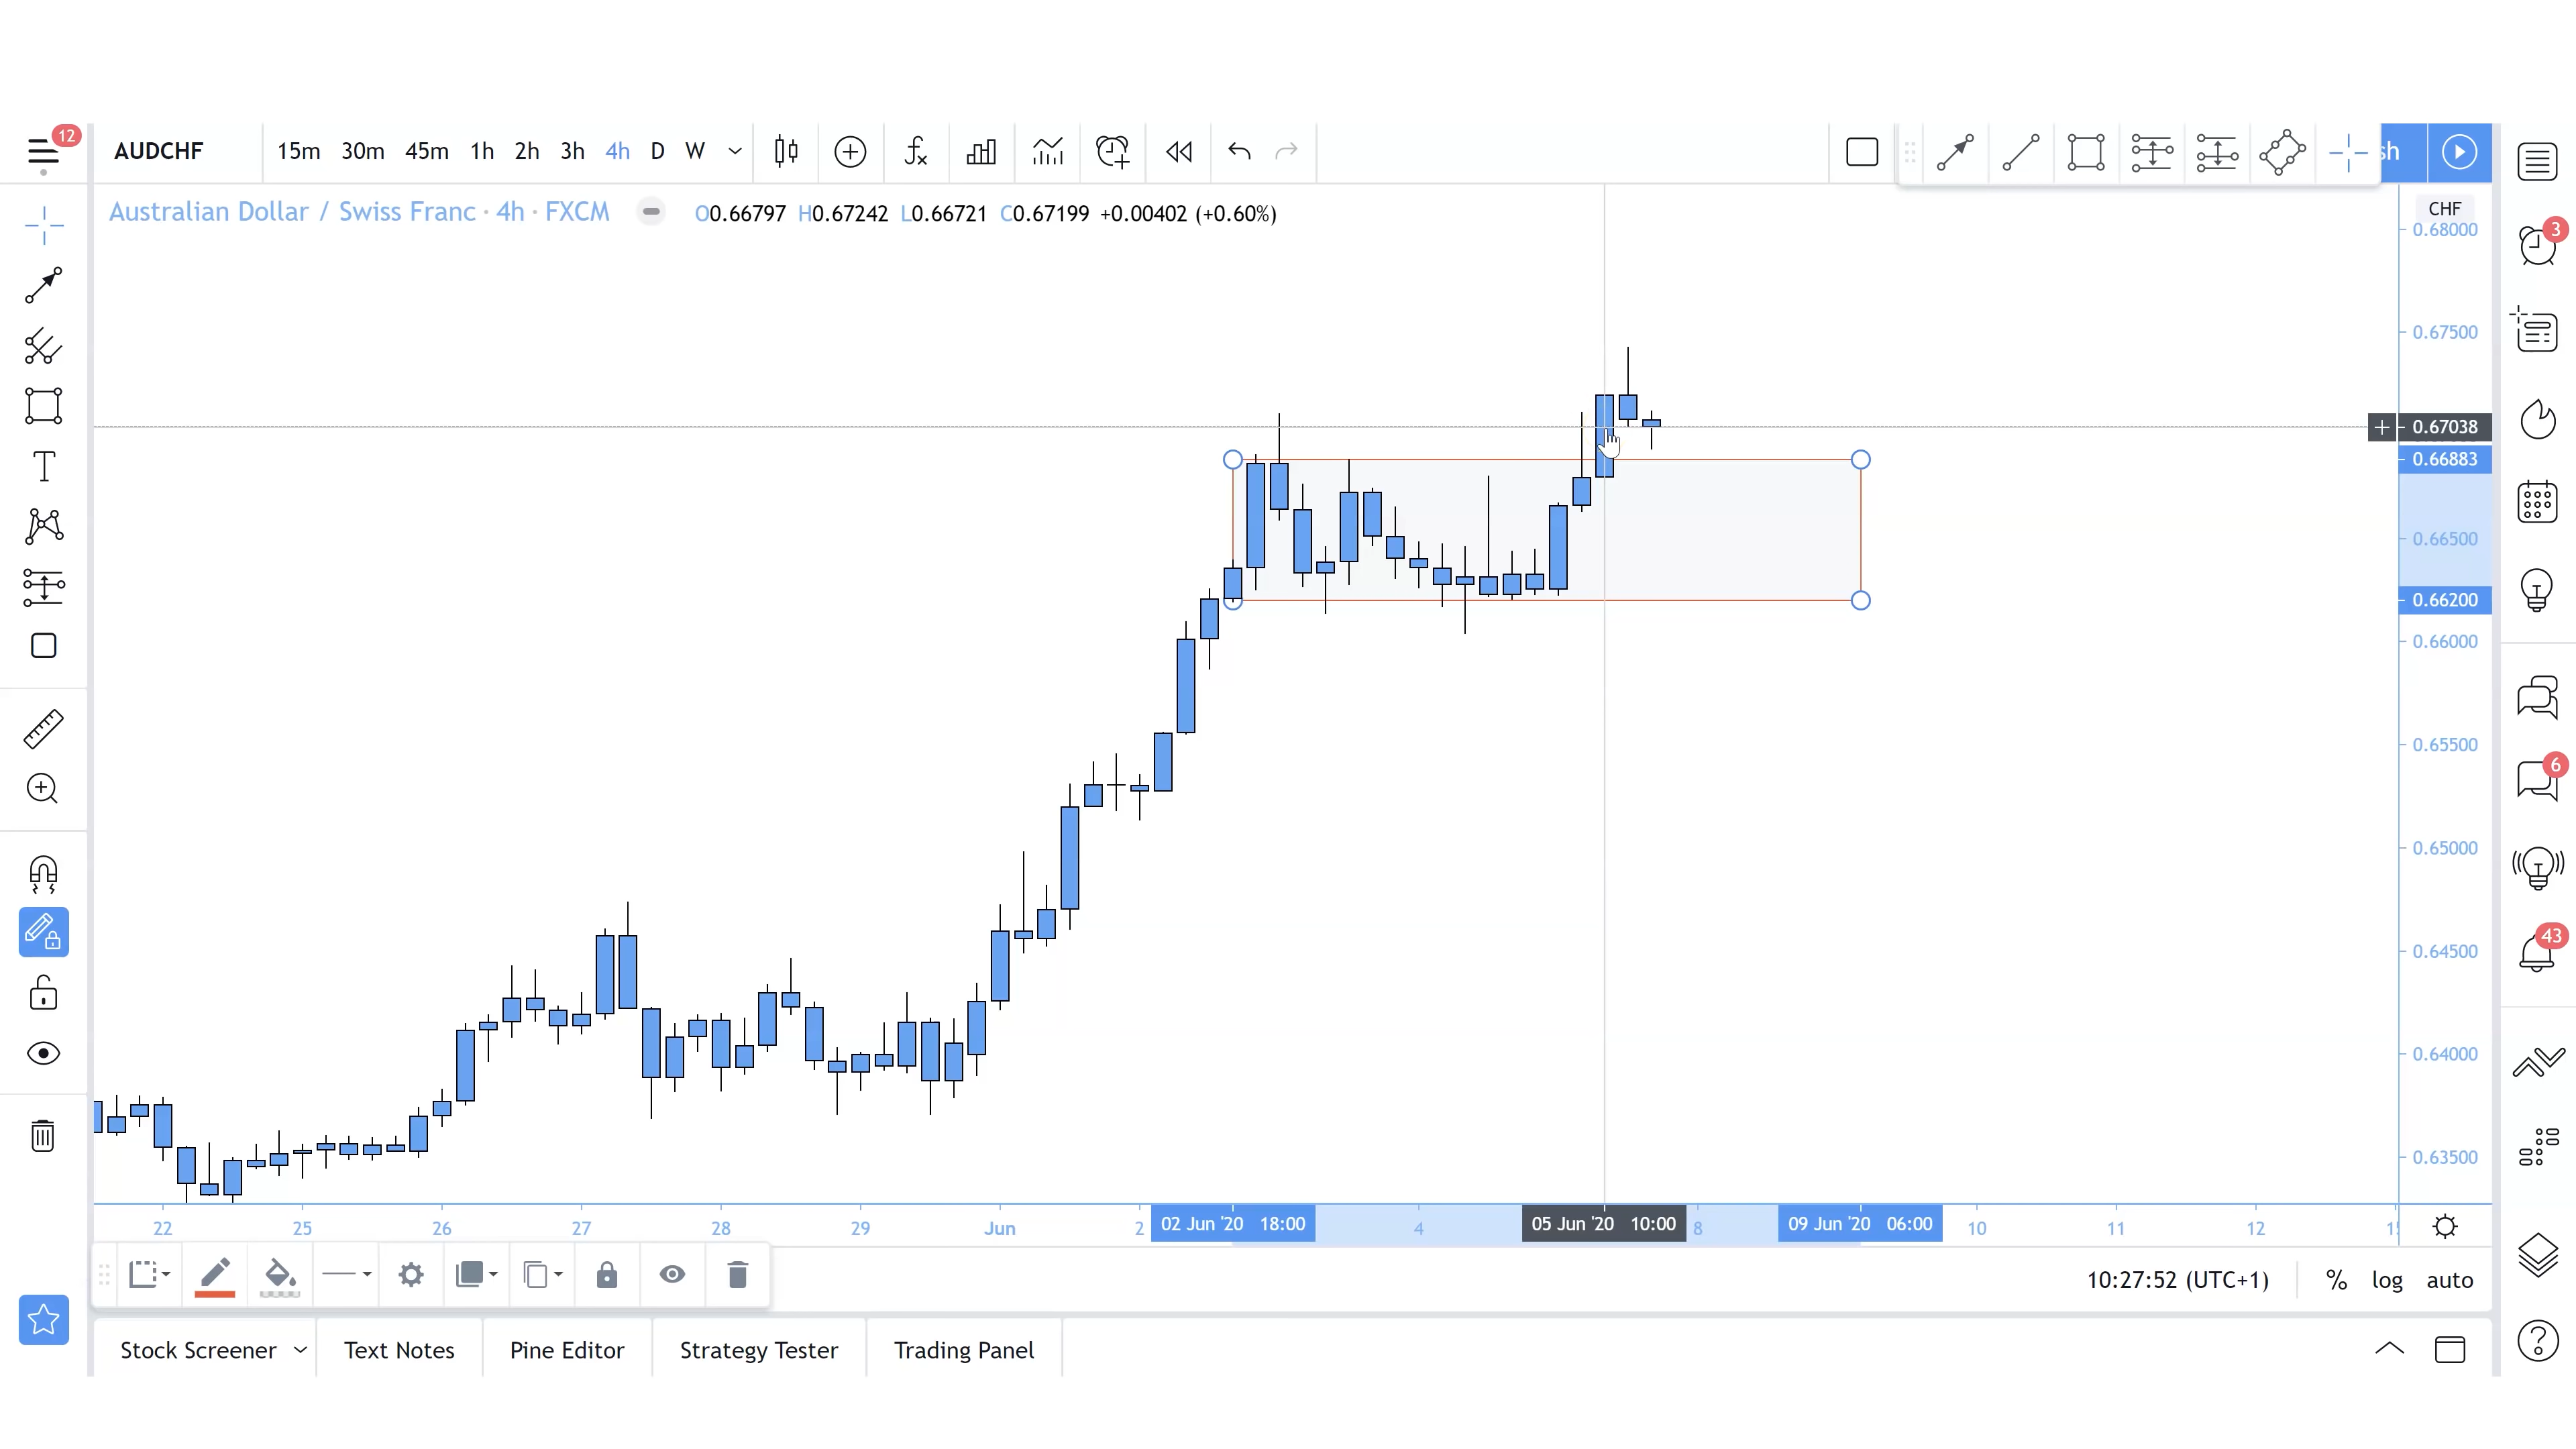 12
AUDCHF 15m 30m 45m 1h 2h 3h 4h D W sh
Australian Dollar / Swiss Franc · 4h · FXCM O0.66797 H0.67242 L0.66721 C0.67199 +0.00402 (+0.60%)
CHF
0.68000
3
0.67500
0.67038
0.66883
0.66500
0.66200
0.66000
0.65500
6
0.65000
43
0.64500
0.64000
0.63500
22 25 26 27 28 29 Jun 2 02 Jun '20 18:00 4 05 Jun '20 10:00 8 09 Jun '20 06:00 10 11 12
10:27:52 (UTC+1) % log auto
Stock Screener Text Notes Pine Editor Strategy Tester Trading Panel